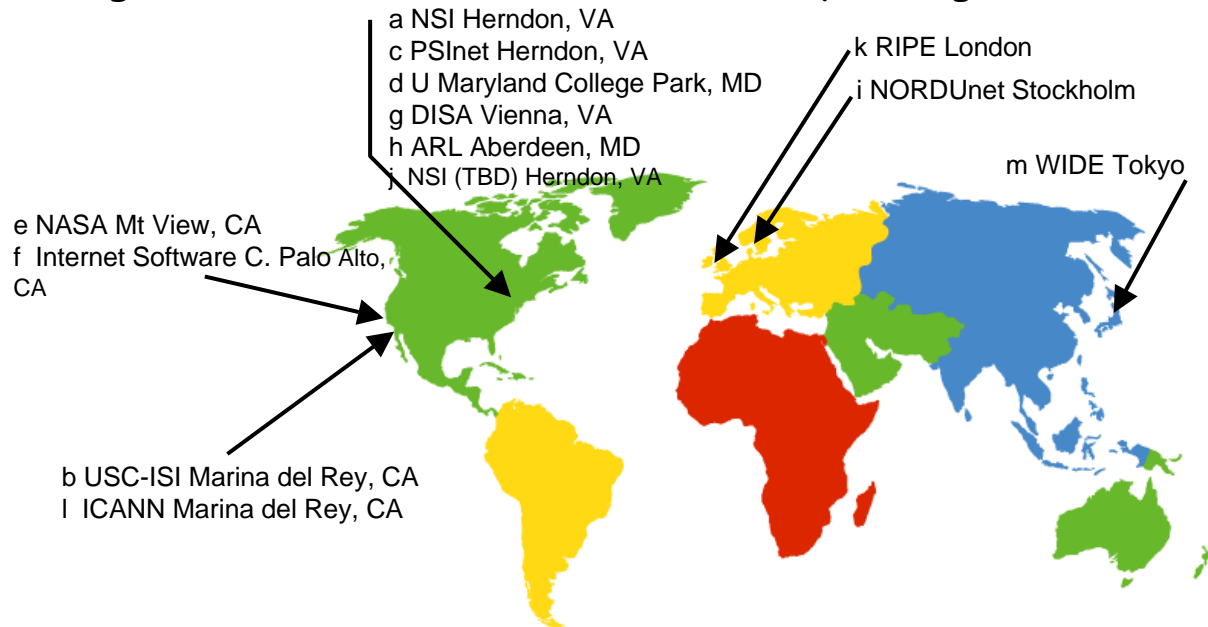 a NSI Herndon, VA
c PSInet Herndon, VA
d U Maryland College Park, MD
g DISA Vienna, VA
h ARL Aberdeen, MD
j NSI (TBD) Herndon, VA
k RIPE London
i NORDUnet Stockholm
m WIDE Tokyo
e NASA Mt View, CA
f Internet Software C. Palo Alto,
CA
b USC-ISI Marina del Rey, CA
l ICANN Marina del Rey, CA